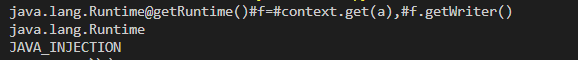 java.lang.Runtime@getRuntime()#f=#context.get(a),#f.getWriter()
java.lang.Runtime
JAVA_INJECTION